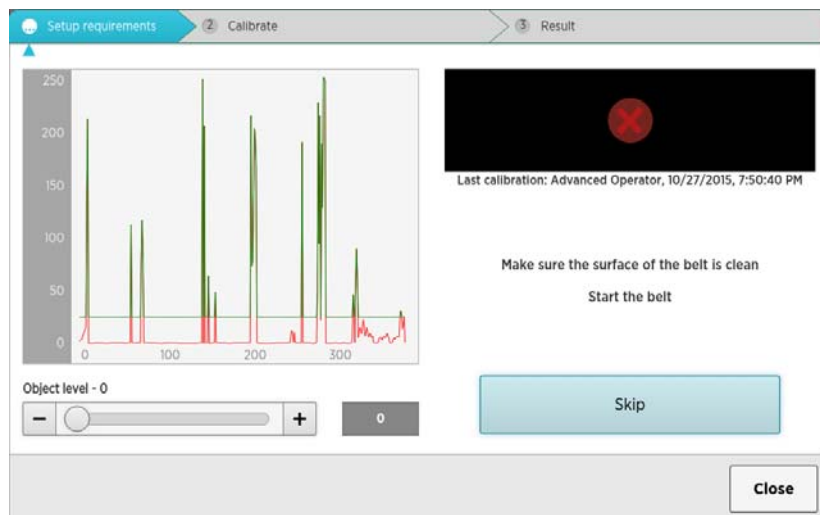 Setup requirements
2 Calibrate
3 Result
250
200
150
100
50
0
0 100 200 300
Last calibration: Advanced Operator, 10/27/2015, 7:50:40 PM
Make sure the surface of the belt is clean
Start the belt
Object level - 0
− + 0
Skip
Close